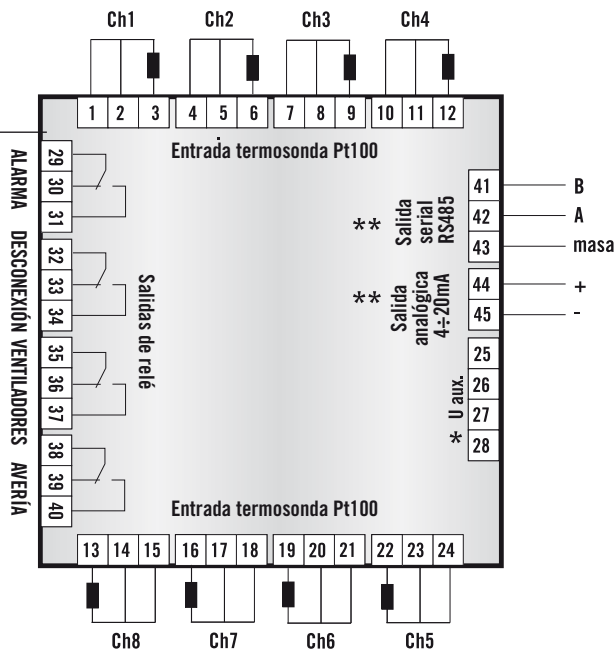 Ch1 Ch2 Ch3 Ch4
1 2 3 4 5 6 7 8 9 10 11 12
Entrada termosonda Pt100
ALARMA
29
30
31
DESCONEXIÓN
32
33
34
VENTILADORES
35
36
37
AVERÍA
38
39
40
Salidas de relé
** Salida
serial
RS485
41 B
42 A
43 masa
** Salida
analógica
4÷20mA
44 +
45 -
* U aux.
25
26
27
28
Entrada termosonda Pt100
13 14 15 16 17 18 19 20 21 22 23 24
Ch8 Ch7 Ch6 Ch5